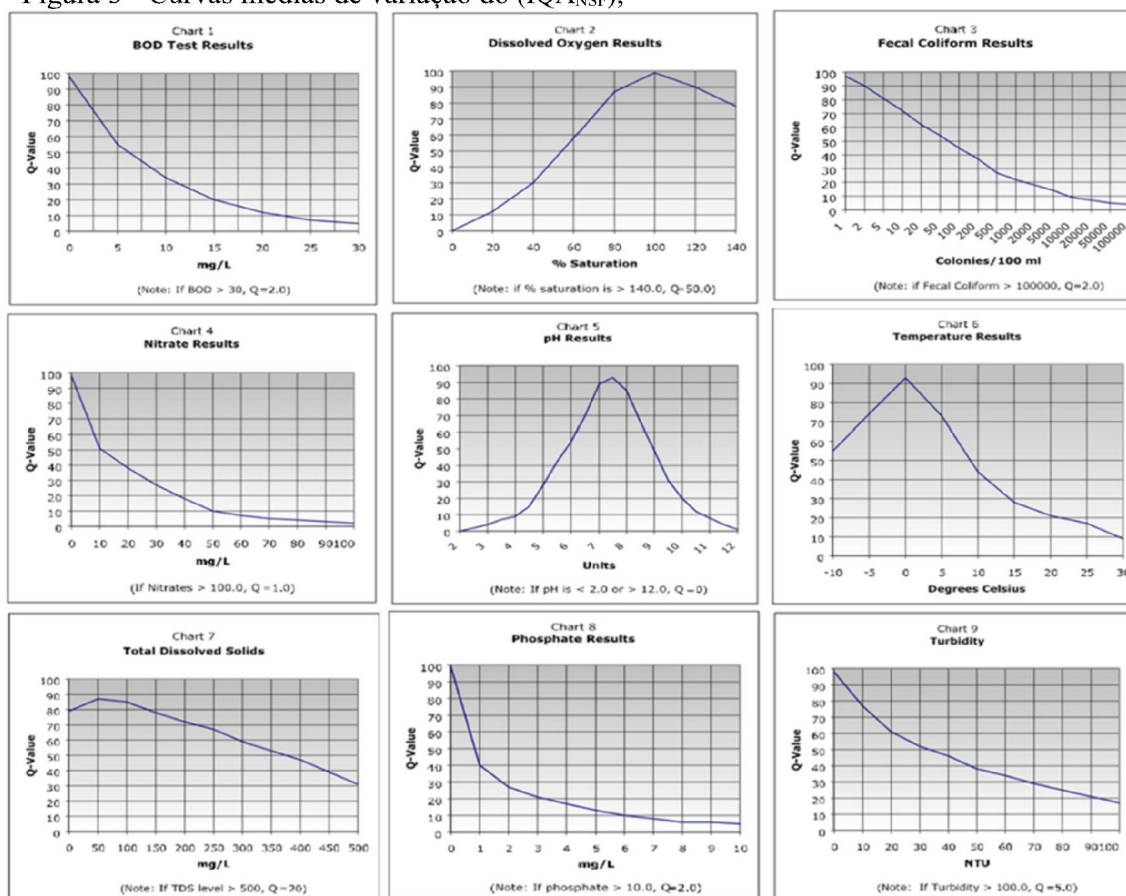 Figura 3 - Curvas médias de variação do (IQANSF),
Chart 1
BOD Test Results
Q-Value
100
90
80
70
60
50
40
30
20
10
0
0 5 10 15 20 25 30
mg/L
(Note: If BOD > 30, Q=2.0)
Chart 2
Dissolved Oxygen Results
Q-Value
100
90
80
70
60
50
40
30
20
10
0
0 20 40 60 80 100 120 140
% Saturation
(Note: if % saturation is > 140.0, Q=50.0)
Chart 3
Fecal Coliform Results
Q-Value
100
90
80
70
60
50
40
30
20
10
0
1 2 5 10 20 50 100 200 500 1000 2000 5000 10000 20000 50000 100000
Colonies/100 ml
(Note: if Fecal Coliform > 100000, Q=2.0)
Chart 4
Nitrate Results
Q-Value
100
90
80
70
60
50
40
30
20
10
0
0 10 20 30 40 50 60 70 80 90100
mg/L
(If Nitrates > 100.0, Q=1.0)
Chart 5
pH Results
Q-Value
100
90
80
70
60
50
40
30
20
10
0
2 3 4 5 6 7 8 9 10 11 12
Units
(Note: If pH is < 2.0 or > 12.0, Q=0)
Chart 6
Temperature Results
Q-Value
100
90
80
70
60
50
40
30
20
10
0
-10 -5 0 5 10 15 20 25 30
Degrees Celsius
Chart 7
Total Dissolved Solids
Q-Value
100
90
80
70
60
50
40
30
20
10
0
0 50 100 150 200 250 300 350 400 450 500
mg/L
(Note: If TDS level > 500, Q=20)
Chart 8
Phosphate Results
Q-Value
100
90
80
70
60
50
40
30
20
10
0
0 1 2 3 4 5 6 7 8 9 10
mg/L
(Note: If phosphate > 10.0, Q=2.0)
Chart 9
Turbidity
Q-Value
100
90
80
70
60
50
40
30
20
10
0
0 10 20 30 40 50 60 70 80 90100
NTU
(Note: If Turbidity > 100.0, Q=5.0)